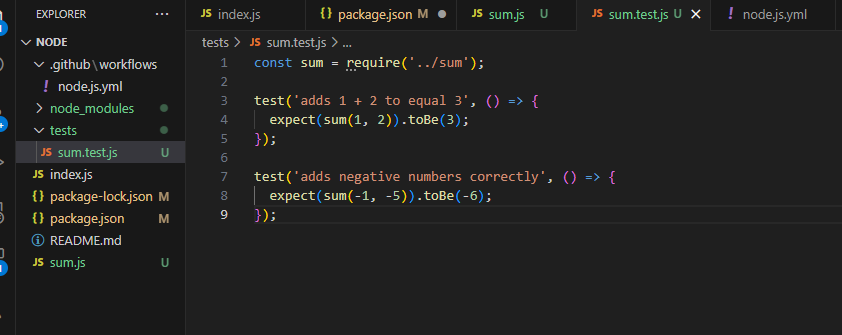 EXPLORER ...
NODE
.github\workflows
! node.js.yml
node_modules
tests
JS sum.test.js U
JS index.js
{} package-lock.json M
{} package.json M
README.md
JS sum.js U
JS index.js {} package.json M JS sum.js U JS sum.test.js U ! node.js.yml
tests > JS sum.test.js > ...
1 const sum = require('../sum');
2
3 test('adds 1 + 2 to equal 3', () => {
4 expect(sum(1, 2)).toBe(3);
5 });
6
7 test('adds negative numbers correctly', () => {
8 expect(sum(-1, -5)).toBe(-6);
9 });